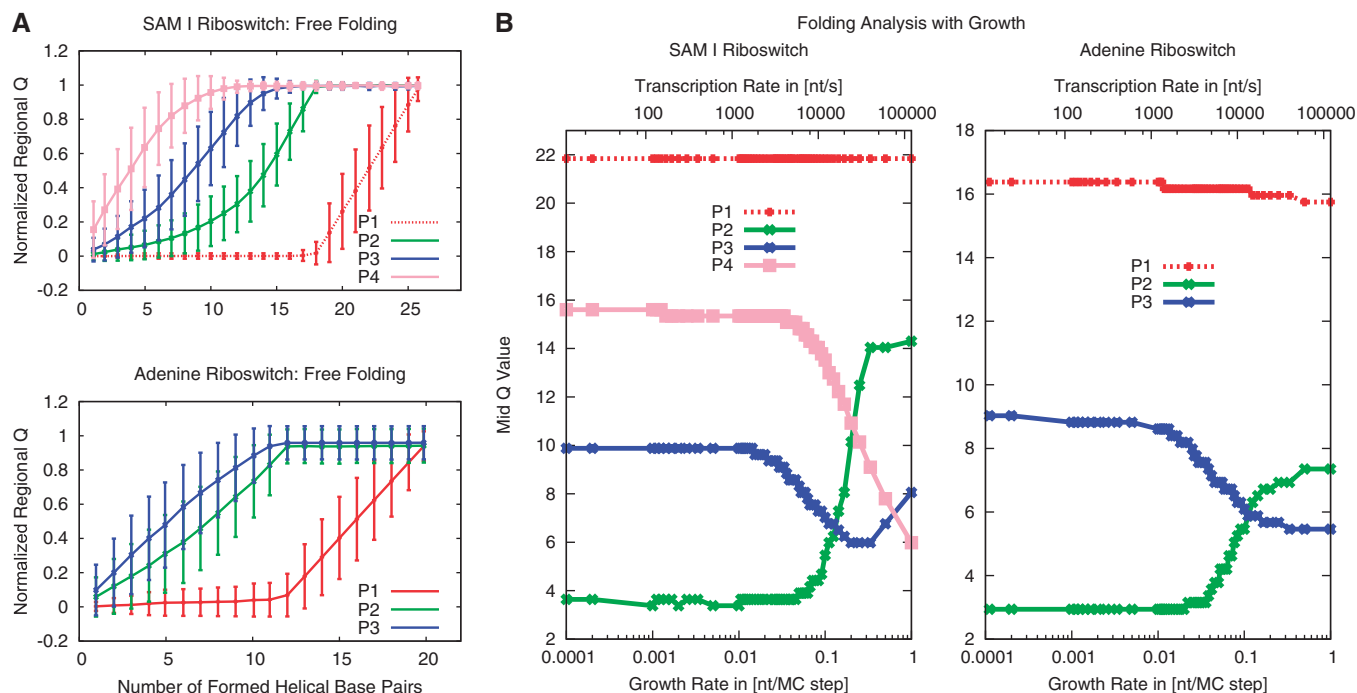 A
SAM I Riboswitch: Free Folding
Normalized Regional Q
1.2
1
0.8
0.6
0.4
0.2
0
-0.2
P1
P2
P3
P4
0 5 10 15 20 25
Adenine Riboswitch: Free Folding
Normalized Regional Q
1.2
1
0.8
0.6
0.4
0.2
0
-0.2
P1
P2
P3
0 5 10 15 20
Number of Formed Helical Base Pairs
B
Folding Analysis with Growth
SAM I Riboswitch
Transcription Rate in [nt/s]
100 1000 10000 100000
Mid Q Value
22
20
18
16
14
12
10
8
6
4
2
P1
P2
P3
P4
0.0001 0.001 0.01 0.1 1
Growth Rate in [nt/MC step]
Adenine Riboswitch
Transcription Rate in [nt/s]
100 1000 10000 100000
18
16
14
12
10
8
6
4
2
P1
P2
P3
0.0001 0.001 0.01 0.1 1
Growth Rate in [nt/MC step]